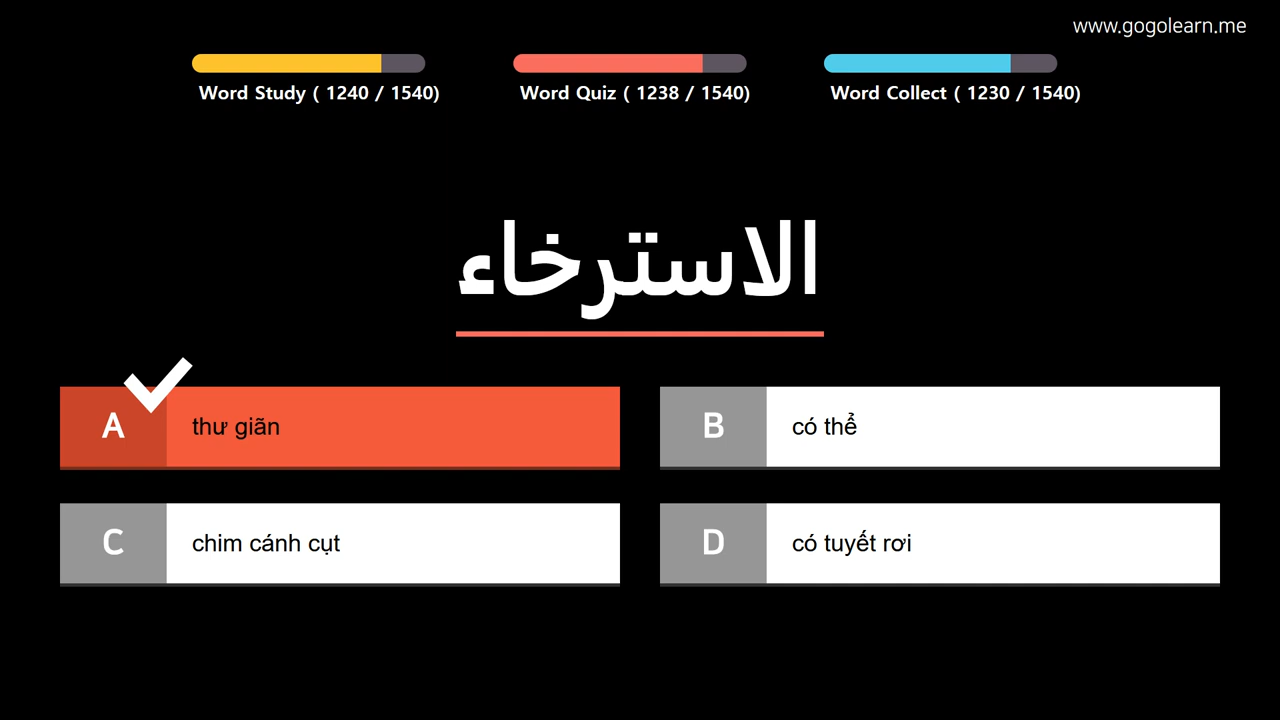 www.gogolearn.me
Word Study ( 1240 / 1540)
Word Quiz ( 1238 / 1540)
Word Collect ( 1230 / 1540)
الاسترخاء
A thư giãn
B có thể
C chim cánh cụt
D có tuyết rơi